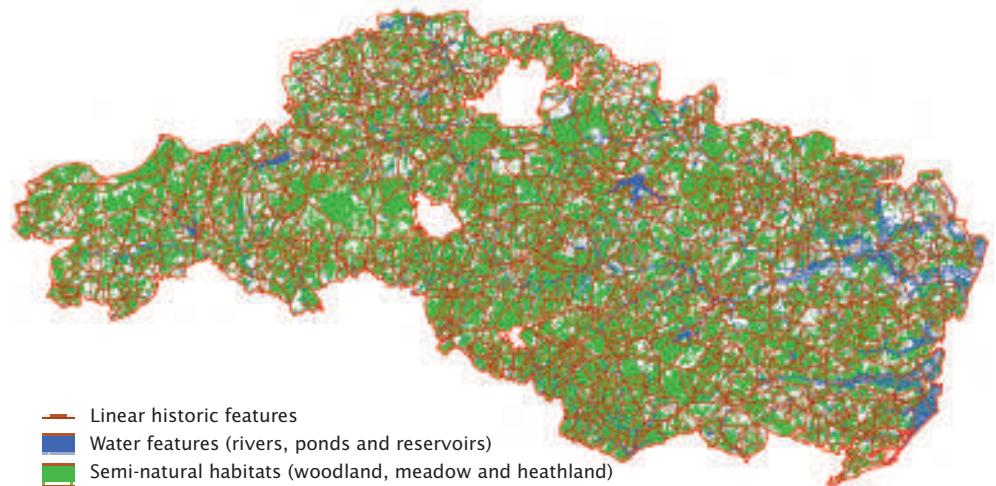 Linear historic features
Water features (rivers, ponds and reservoirs)
Semi-natural habitats (woodland, meadow and heathland)